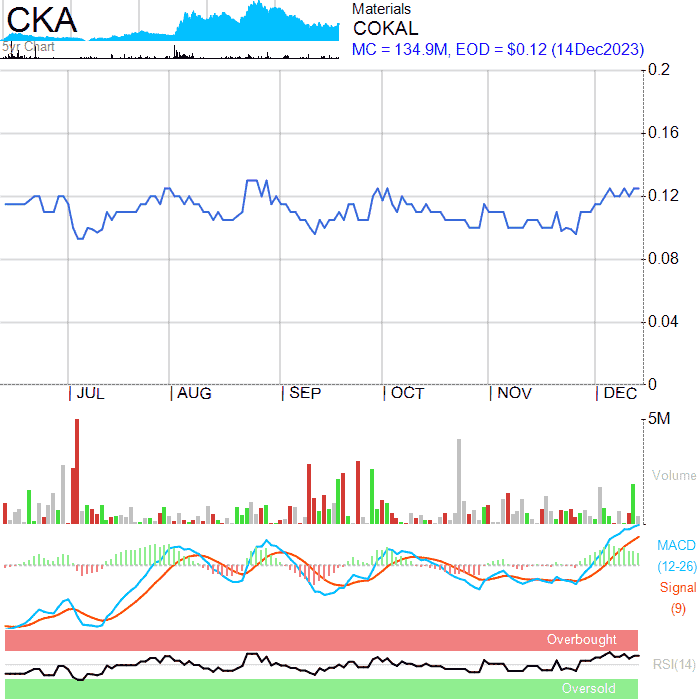 CKA
5yr Chart
Materials
COKAL
MC = 134.9M, EOD = $0.12 (14Dec2023)
0.2
0.16
0.12
0.08
0.04
0
JUL AUG SEP OCT NOV DEC
5M
Volume
MACD
(12-26)
Signal
(9)
Overbought
RSI(14)
Oversold